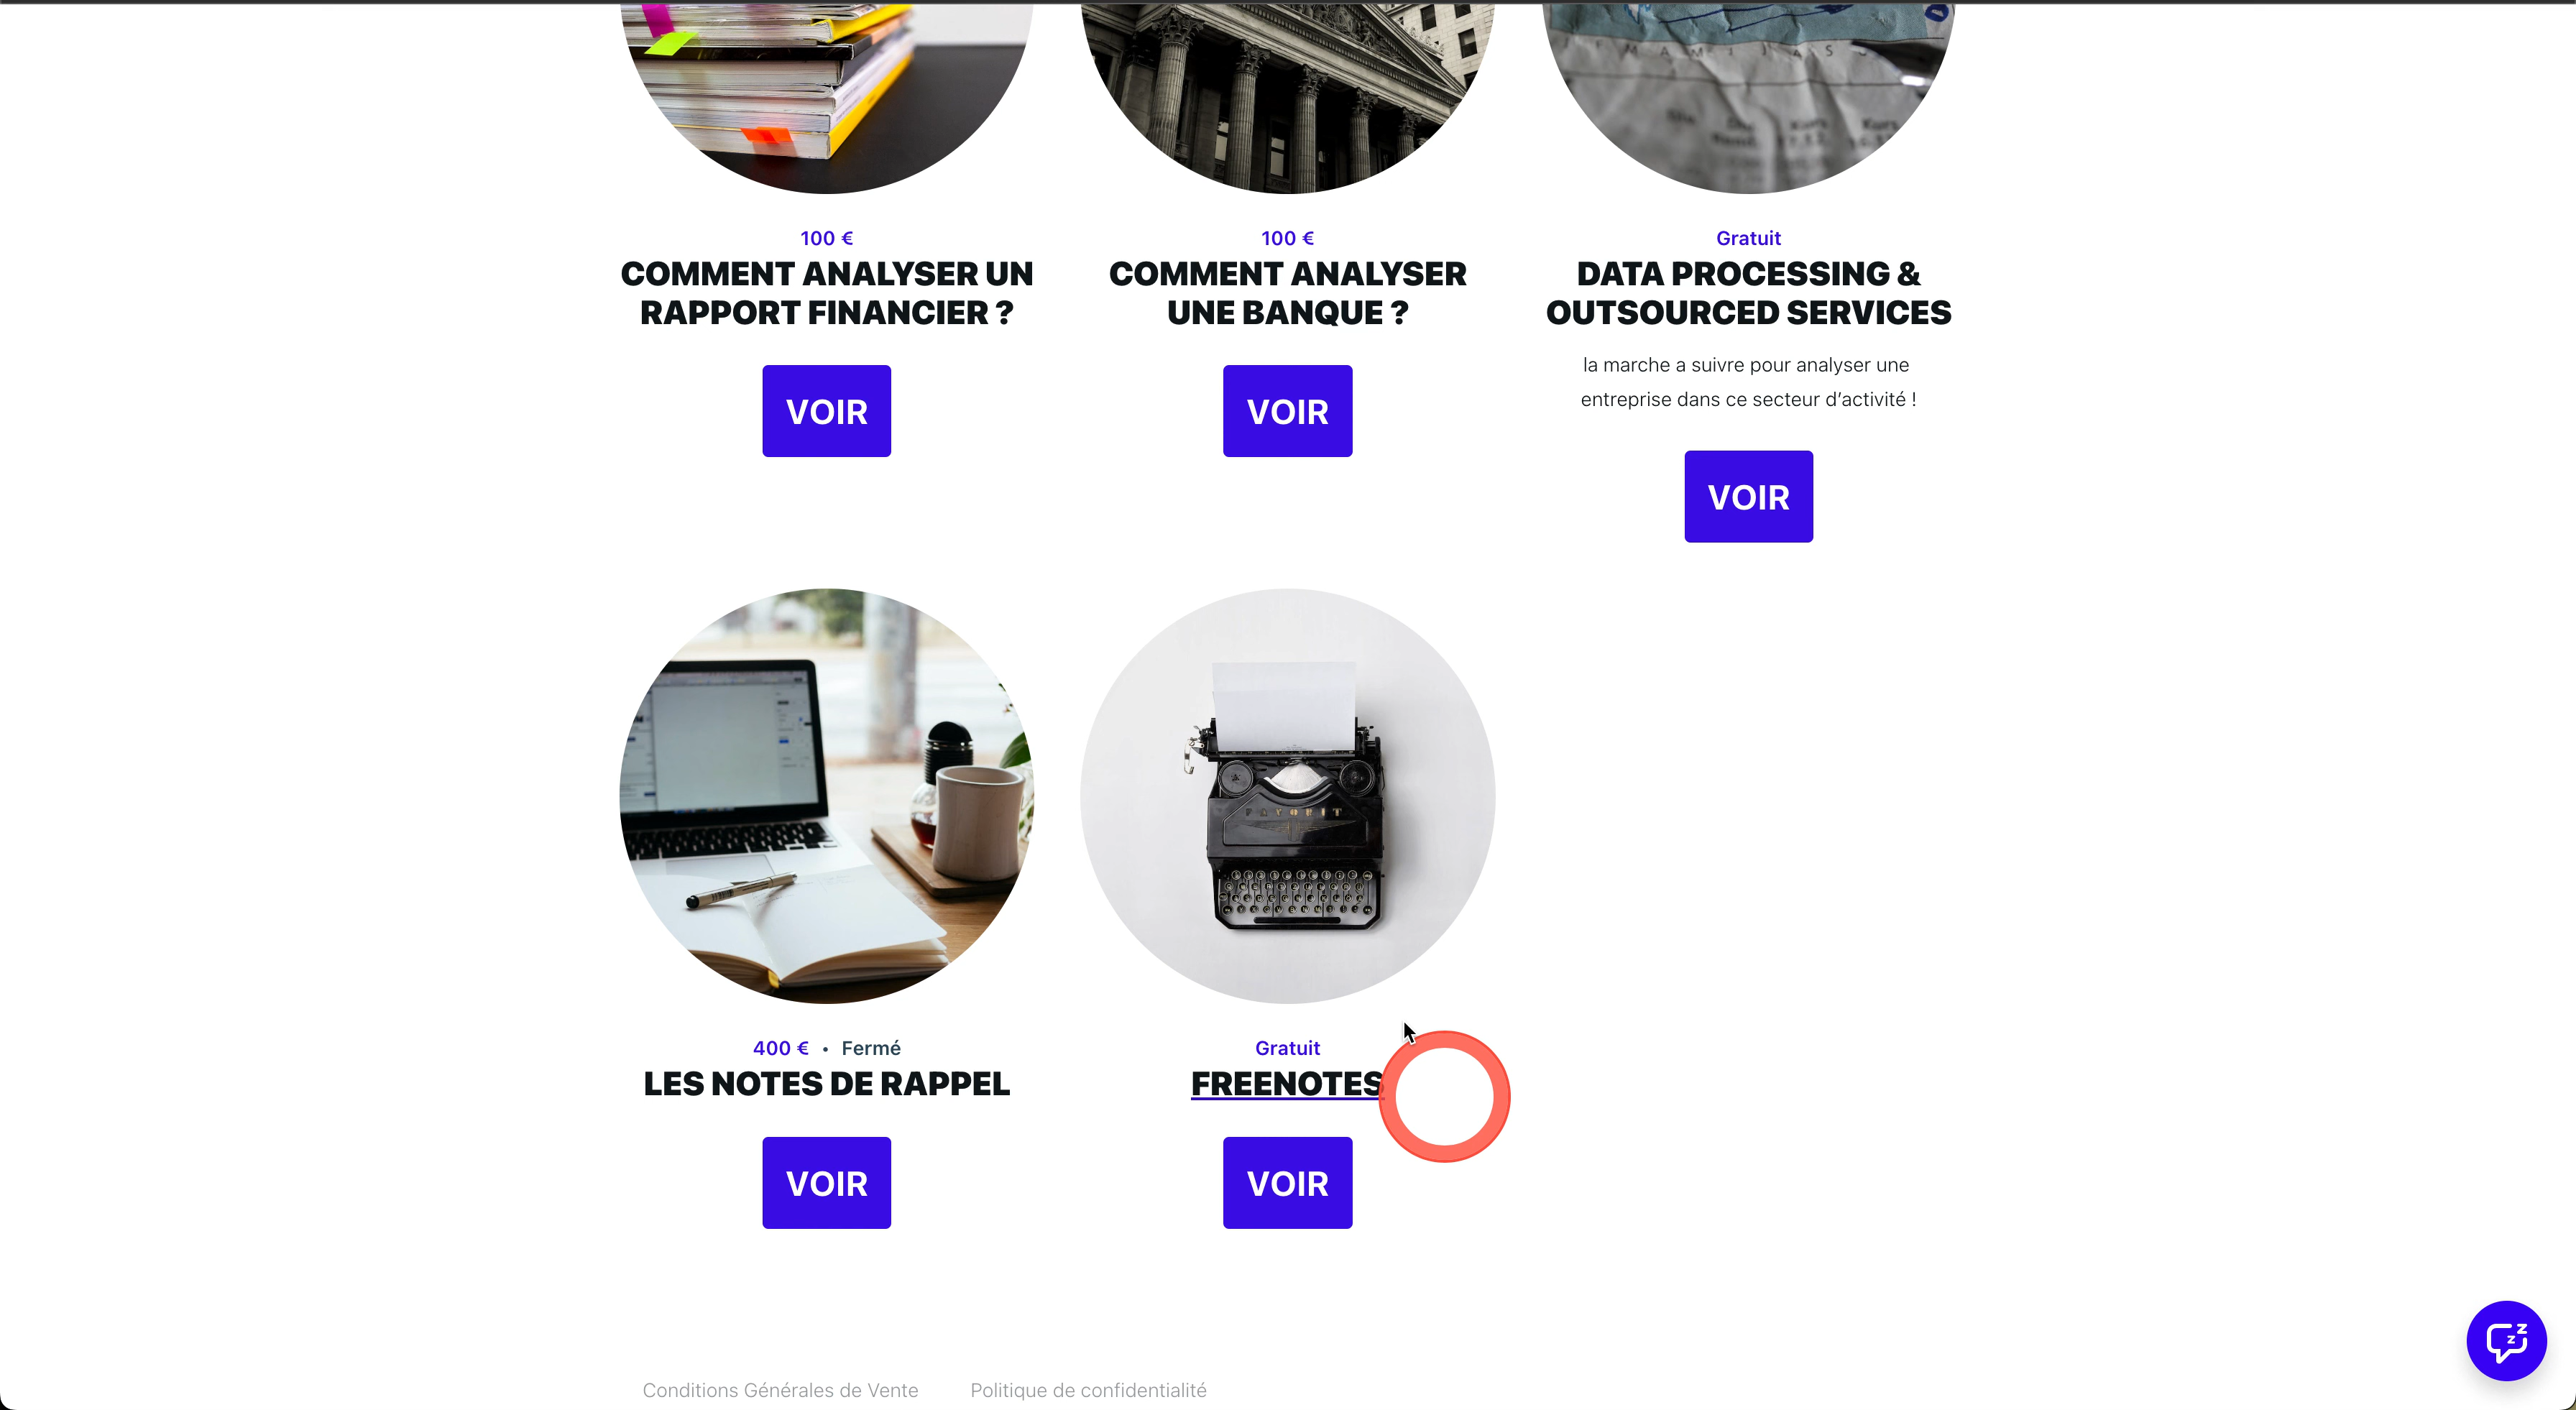 M A M J J A S
100 €
COMMENT ANALYSER UN
RAPPORT FINANCIER ?
VOIR
100 €
COMMENT ANALYSER
UNE BANQUE ?
VOIR
Gratuit
DATA PROCESSING &
OUTSOURCED SERVICES
la marche a suivre pour analyser une
entreprise dans ce secteur d’activité !
VOIR
FAVORIT
400 € • Fermé
LES NOTES DE RAPPEL
VOIR
Gratuit
FREENOTES
VOIR
Conditions Générales de Vente
Politique de confidentialité
z z